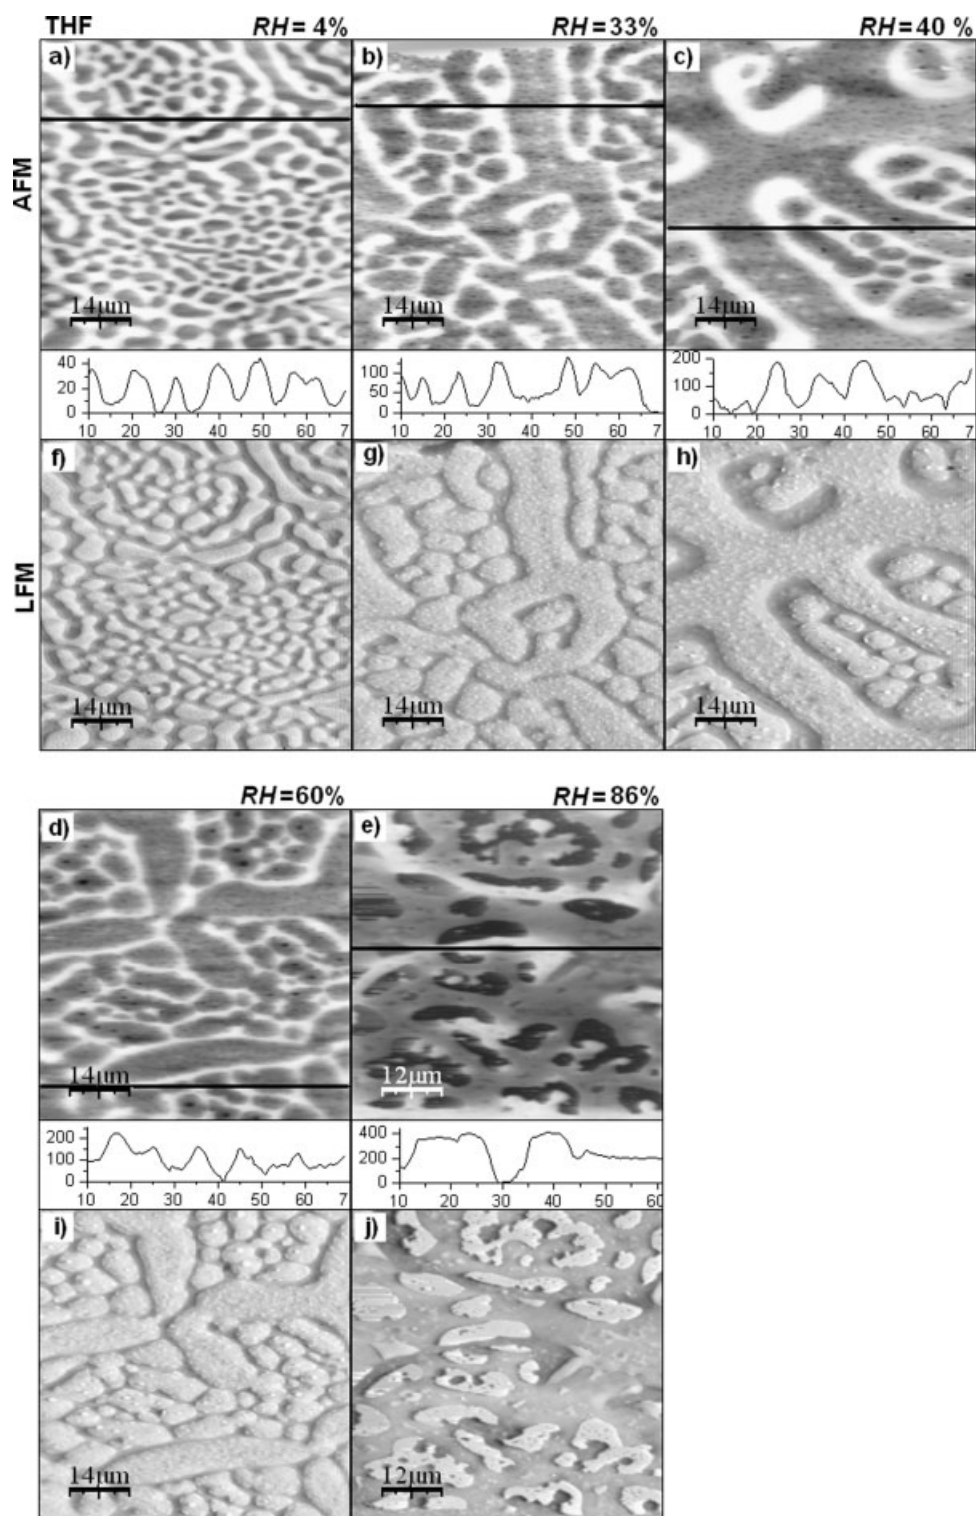 THF RH= 4% RH=33% RH=40 %
a) b) c)
AFM
14µm 14µm 14µm
40 100 200
20 50 100
0 0 0
10 20 30 40 50 60 7 10 20 30 40 50 60 7 10 20 30 40 50 60 7
f) g) h)
LFM
14µm 14µm 14µm
RH=60% RH=86%
d) e)
14µm 12µm
200 400
100 200
0 0
10 20 30 40 50 60 7 10 20 30 40 50 60
i) j)
14µm 12µm